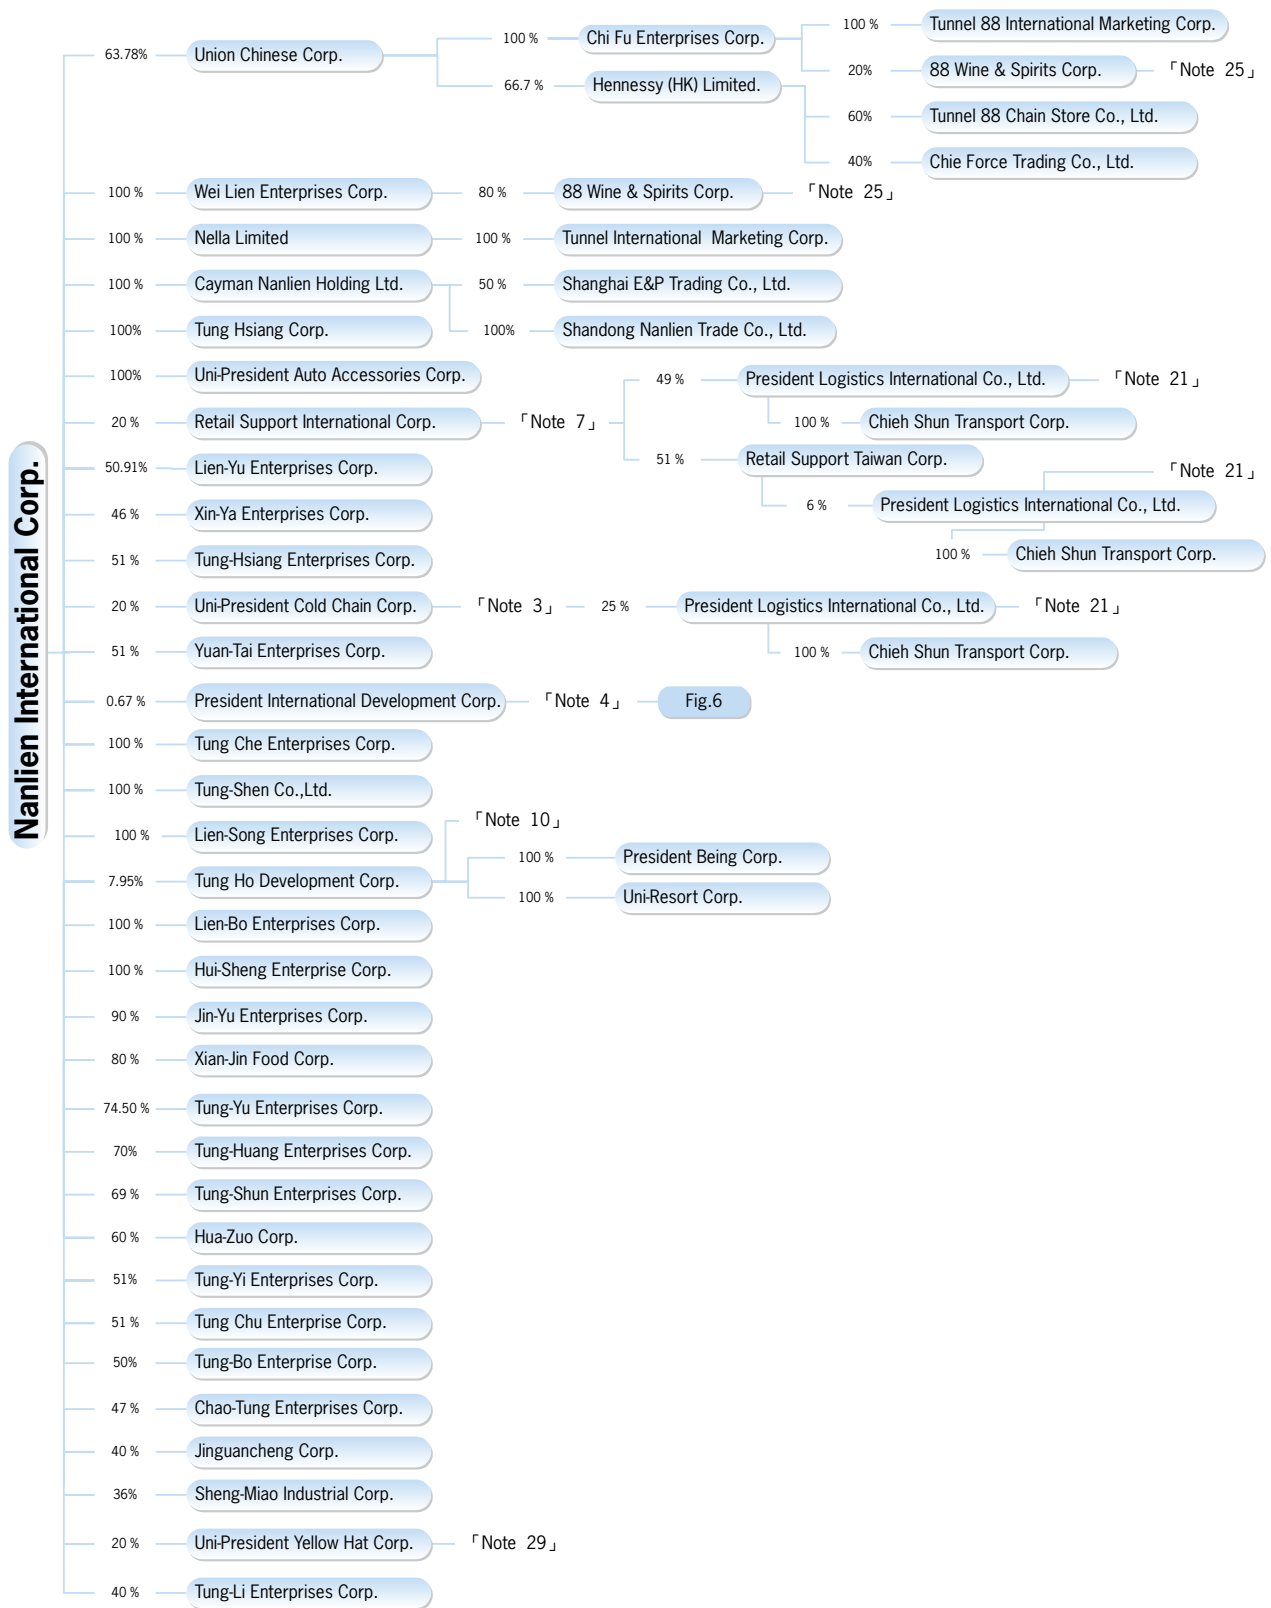 Nanlien International Corp.
63.78% Union Chinese Corp. 100 % Chi Fu Enterprises Corp. 100 % Tunnel 88 International Marketing Corp.
20% 88 Wine & Spirits Corp. 「Note 25」
66.7 % Hennessy (HK) Limited. 60% Tunnel 88 Chain Store Co., Ltd.
40% Chie Force Trading Co., Ltd.
100 % Wei Lien Enterprises Corp. 80 % 88 Wine & Spirits Corp. 「Note 25」
100 % Nella Limited 100 % Tunnel International Marketing Corp.
100 % Cayman Nanlien Holding Ltd. 50 % Shanghai E&P Trading Co., Ltd.
100% Tung Hsiang Corp. 100% Shandong Nanlien Trade Co., Ltd.
100% Uni-President Auto Accessories Corp. 49 % President Logistics International Co., Ltd. 「Note 21」
20 % Retail Support International Corp. 「Note 7」 100 % Chieh Shun Transport Corp.
50.91% Lien-Yu Enterprises Corp. 51 % Retail Support Taiwan Corp. 「Note 21」
46 % Xin-Ya Enterprises Corp. 6 % President Logistics International Co., Ltd.
51 % Tung-Hsiang Enterprises Corp. 100 % Chieh Shun Transport Corp.
20 % Uni-President Cold Chain Corp. 「Note 3」 25 % President Logistics International Co., Ltd. 「Note 21」
51 % Yuan-Tai Enterprises Corp. 100 % Chieh Shun Transport Corp.
0.67 % President International Development Corp. 「Note 4」 Fig.6
100 % Tung Che Enterprises Corp.
100 % Tung-Shen Co.,Ltd.
100 % Lien-Song Enterprises Corp. 「Note 10」
100 % President Being Corp.
7.95% Tung Ho Development Corp.
100 % Uni-Resort Corp.
100 % Lien-Bo Enterprises Corp.
100 % Hui-Sheng Enterprise Corp.
90 % Jin-Yu Enterprises Corp.
80 % Xian-Jin Food Corp.
74.50 % Tung-Yu Enterprises Corp.
70% Tung-Huang Enterprises Corp.
69 % Tung-Shun Enterprises Corp.
60 % Hua-Zuo Corp.
51% Tung-Yi Enterprises Corp.
51 % Tung Chu Enterprise Corp.
50% Tung-Bo Enterprise Corp.
47 % Chao-Tung Enterprises Corp.
40 % Jinguancheng Corp.
36% Sheng-Miao Industrial Corp.
20 % Uni-President Yellow Hat Corp. 「Note 29」
40 % Tung-Li Enterprises Corp.